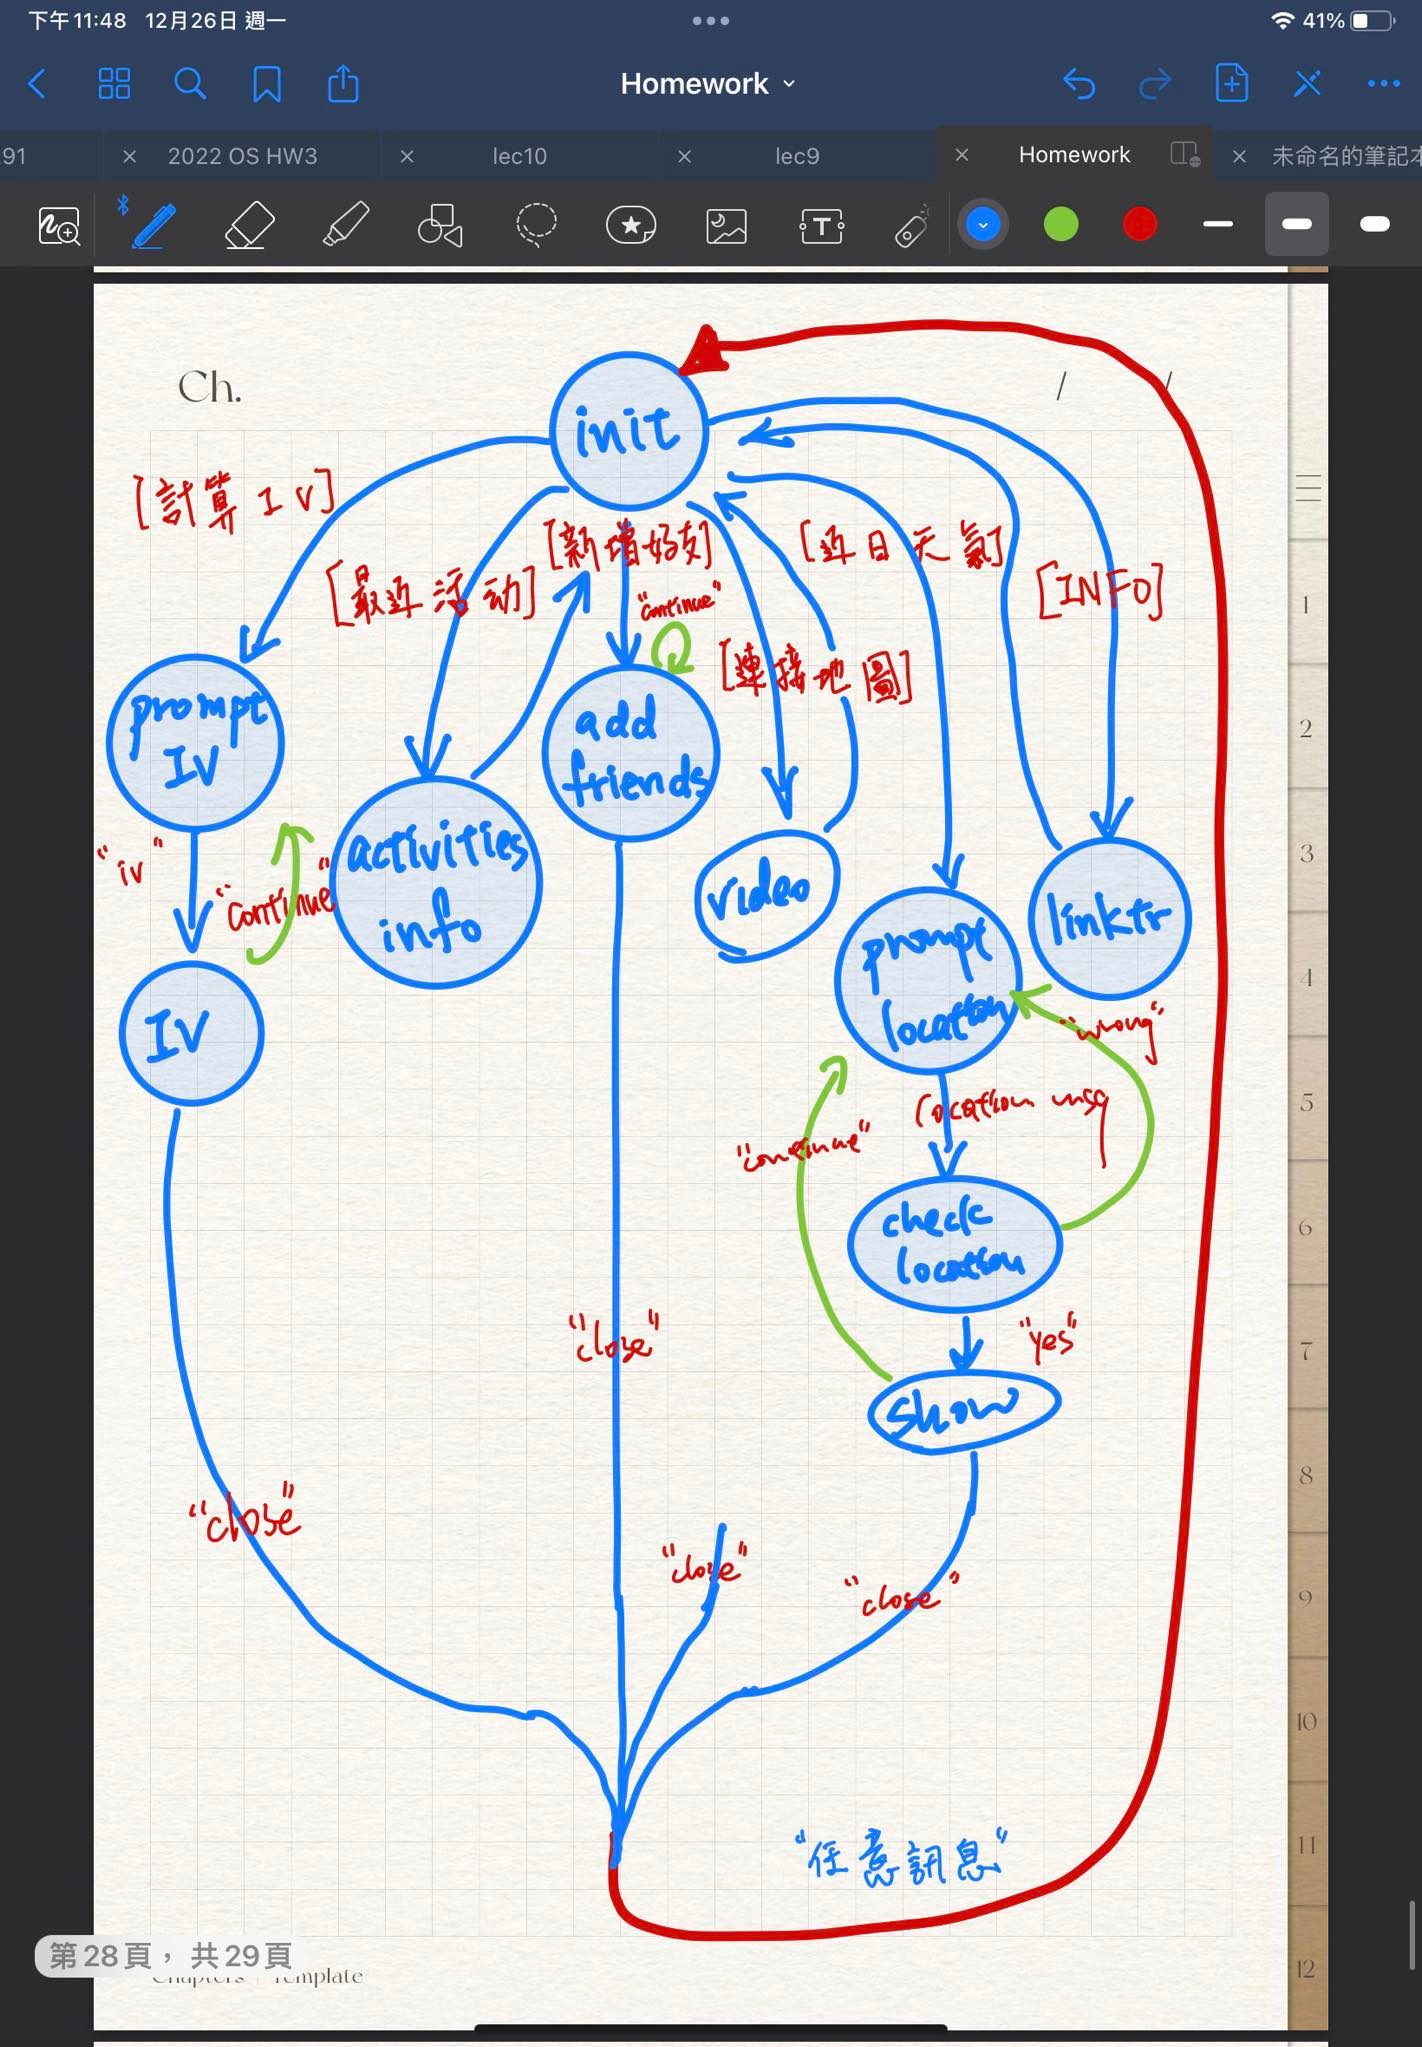 下午11:48 12月26日 週一
41%
Homework
91
2022 OS HW3
lec10
lec9
Homework
未命名的筆記本
Ch.
/ /
init
[計算 IV]
[最近活动]
[新增好友]
[近日天氣]
[INFO]
"continue"
[連接地圖]
prompt
IV
add
friends
activities
info
video
linktr
prompt
location
"iv"
"continue"
IV
"wrong"
location msg
"continue"
check
location
"close"
"yes"
show
"close"
"close"
"close"
"任意訊息"
1
2
3
4
5
6
7
8
9
10
11
12
第28頁，共29頁
Template